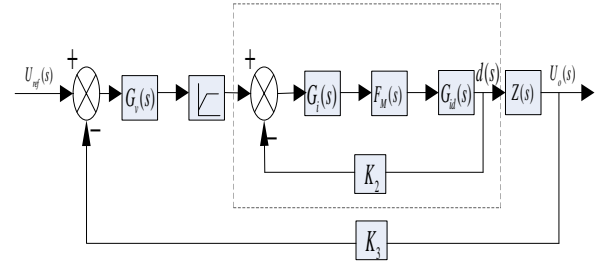 U_ref(s)
+
−
G_v(s)
+
−
G_i(s)
F_M(s)
G_id(s)
d(s)
Z(s)
U_o(s)
K_2
K_3